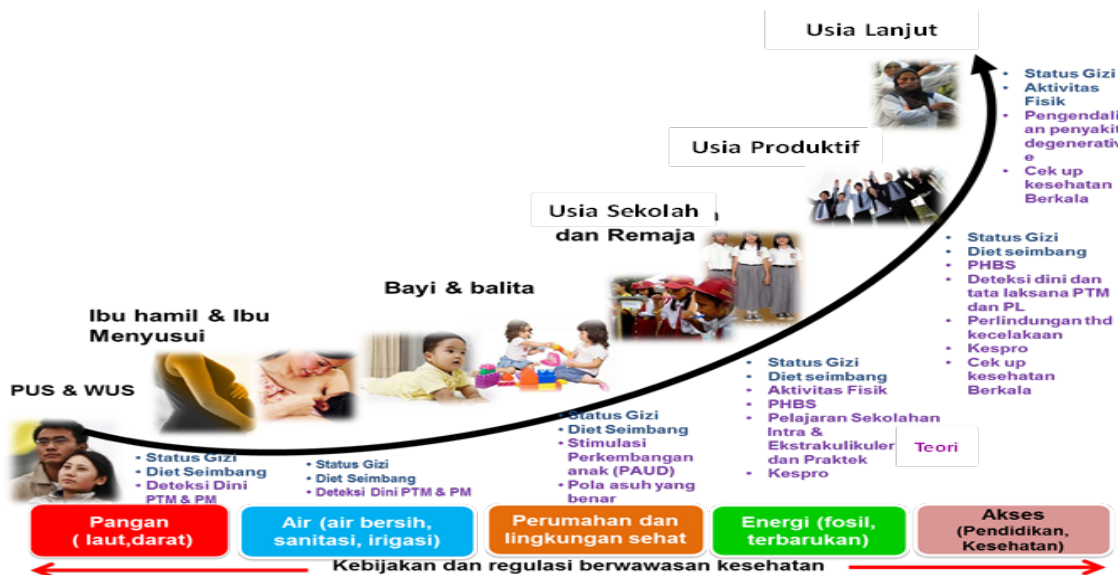 Usia Lanjut
• Status Gizi
• Aktivitas
Fisik
• Pengendali
an penyakit
degenerativ
e
• Cek up
kesehatan
Berkala
Usia Produktif
• Status Gizi
• Diet seimbang
• PHBS
• Deteksi dini dan
tata laksana PTM
dan PL
• Perlindungan thd
kecelakaan
• Kespro
• Cek up
kesehatan
Berkala
Usia Sekolah
dan Remaja
• Status Gizi
• Diet seimbang
• Aktivitas Fisik
• PHBS
• Pelajaran Sekolahan
Intra &
Ekstrakulikuler Teori
dan Praktek
• Kespro
Bayi & balita
• Status Gizi
• Diet Seimbang
• Stimulasi
Perkembangan
anak (PAUD)
• Pola asuh yang
benar
Ibu hamil & Ibu
Menyusui
• Status Gizi
• Diet Seimbang
• Deteksi Dini PTM & PM
PUS & WUS
• Status Gizi
• Diet Seimbang
• Deteksi Dini
PTM & PM
Pangan
( laut,darat)
Air (air bersih,
sanitasi, irigasi)
Perumahan dan
lingkungan sehat
Energi (fosil,
terbarukan)
Akses
(Pendidikan,
Kesehatan)
Kebijakan dan regulasi berwawasan kesehatan